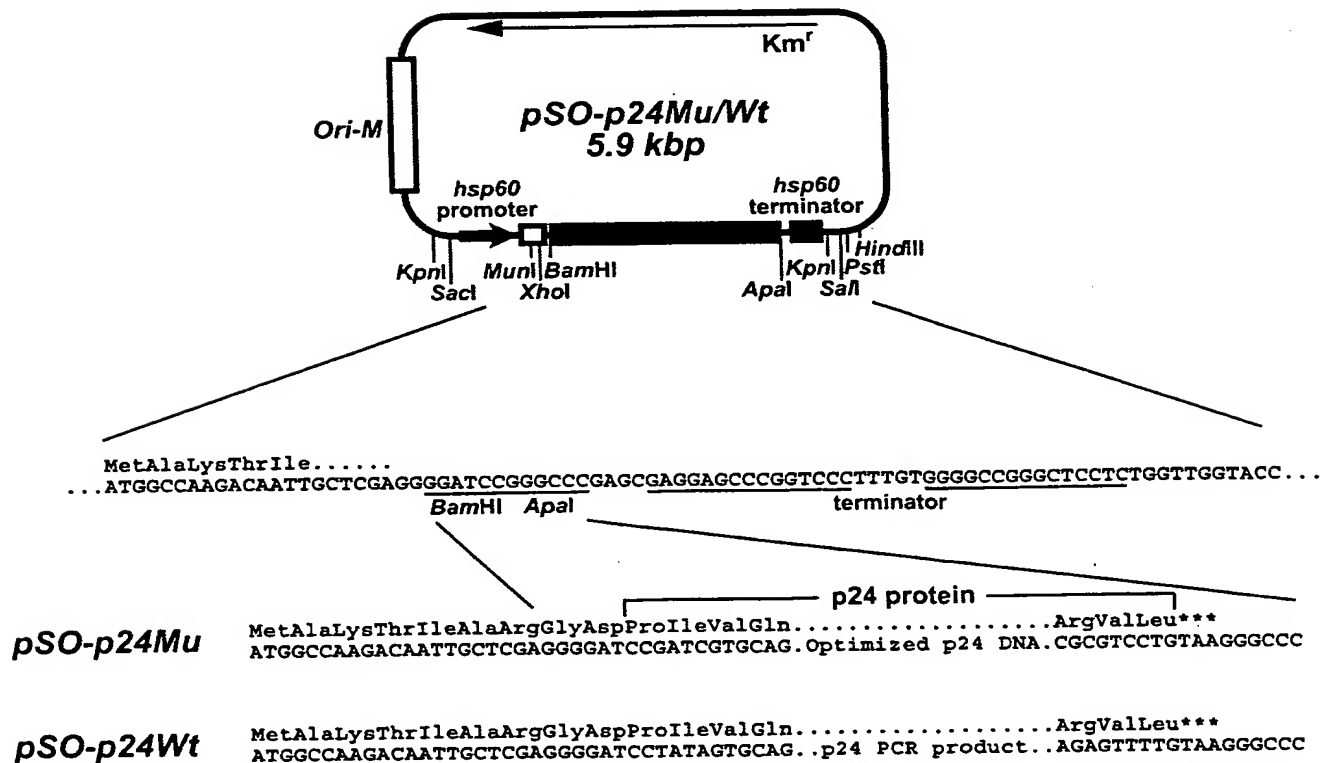 Kmr
Ori-M
pSO-p24Mu/Wt
5.9 kbp
hsp60
promoter
hsp60
terminator
KpnI
SacI
MunI
XhoI
BamHI
ApaI
KpnI
SalI
PstI
HindIII
MetAlaLysThrIle......
...ATGGCCAAGACAATTGCTCGAGGGGATCCGGGCCCGAGCGAGGAGCCCGGTCCCTTTGTGGGGCCGGGCTCCTCTGGTTGGTACC...
BamHI ApaI terminator
p24 protein
pSO-p24Mu
MetAlaLysThrIleAlaArgGlyAspProIleValGln...................ArgValLeu***
ATGGCCAAGACAATTGCTCGAGGGGATCCGATCGTGCAG.Optimized p24 DNA.CGCGTCCTGTAAGGGCCC
pSO-p24Wt
MetAlaLysThrIleAlaArgGlyAspProIleValGln...................ArgValLeu***
ATGGCCAAGACAATTGCTCGAGGGGATCCTATAGTGCAG..p24 PCR product..AGAGTTTTGTAAGGGCCC